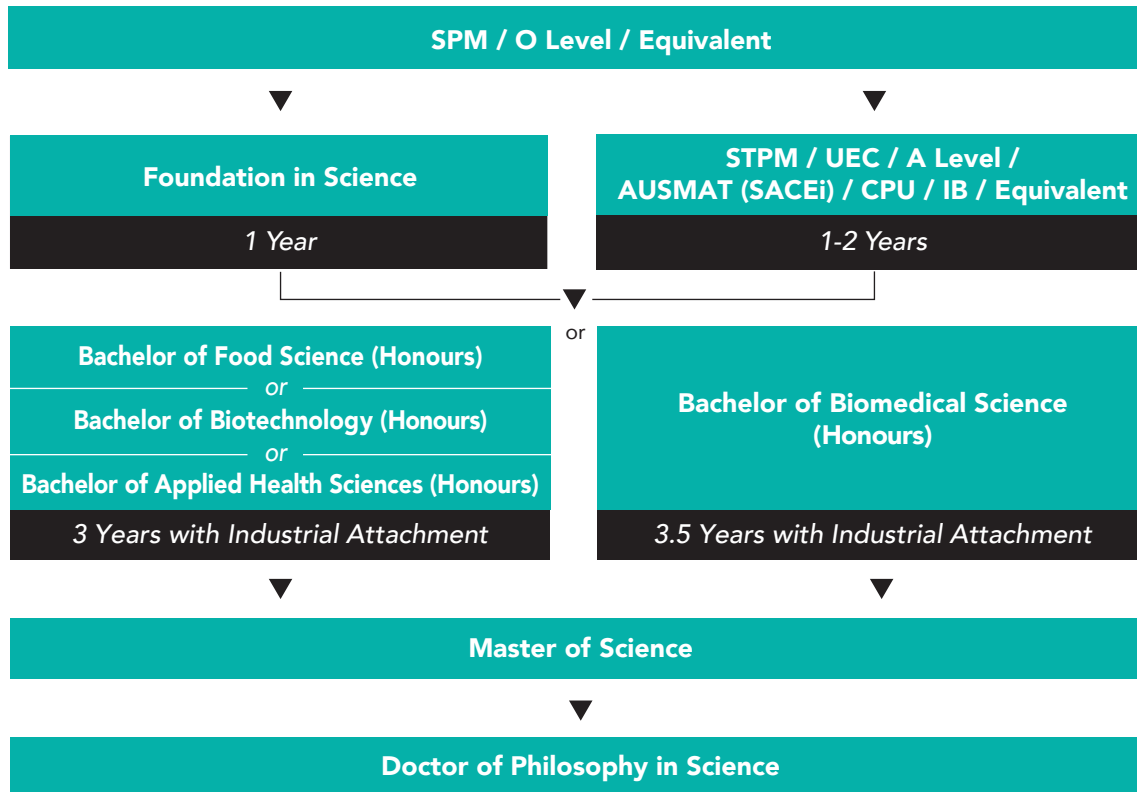 SPM / O Level / Equivalent
Foundation in Science
1 Year
STPM / UEC / A Level /
AUSMAT (SACEi) / CPU / IB / Equivalent
1-2 Years
or
Bachelor of Food Science (Honours)
or
Bachelor of Biotechnology (Honours)
or
Bachelor of Applied Health Sciences (Honours)
3 Years with Industrial Attachment
Bachelor of Biomedical Science
(Honours)
3.5 Years with Industrial Attachment
Master of Science
Doctor of Philosophy in Science